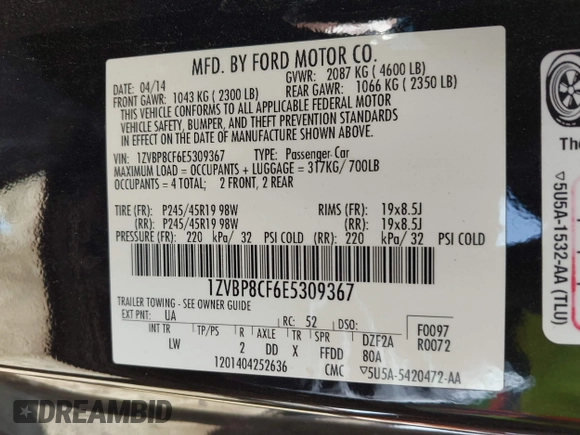 MFD. BY FORD MOTOR CO.
DATE: 04/14 GVWR: 2087 KG ( 4600 LB)
FRONT GAWR: 1043 KG ( 2300 LB) REAR GAWR: 1066 KG ( 2350 LB)
THIS VEHICLE CONFORMS TO ALL APPLICABLE FEDERAL MOTOR
VEHICLE SAFETY, BUMPER, AND THEFT PREVENTION STANDARDS
IN EFFECT ON THE DATE OF MANUFACTURE SHOWN ABOVE.
VIN: 1ZVBP8CF6E5309367 TYPE: Passenger Car
MAXIMUM LOAD = OCCUPANTS + LUGGAGE = 317KG/ 700LB
OCCUPANTS = 4 TOTAL; 2 FRONT, 2 REAR
TIRE (FR): P245/45R19 98W RIMS (FR): 19x8.5J
(RR): P245/45R19 98W (RR): 19x8.5J
PRESSURE (FR): 220 kPa/ 32 PSI COLD (RR): 220 kPa/ 32 PSI COLD
1ZVBP8CF6E5309367
TRAILER TOWING - SEE OWNER GUIDE
EXT PNT: UA RC: 52 DSO:
INT TR TP/PS R AXLE TR SPR DZF2A F0097
LW 2 DD X FFDD 80A R0072
1201404252636 CMC ▽5U5A-5420472-AA
The
▽5U5A-1532-AA (TLU)
DREAMBID